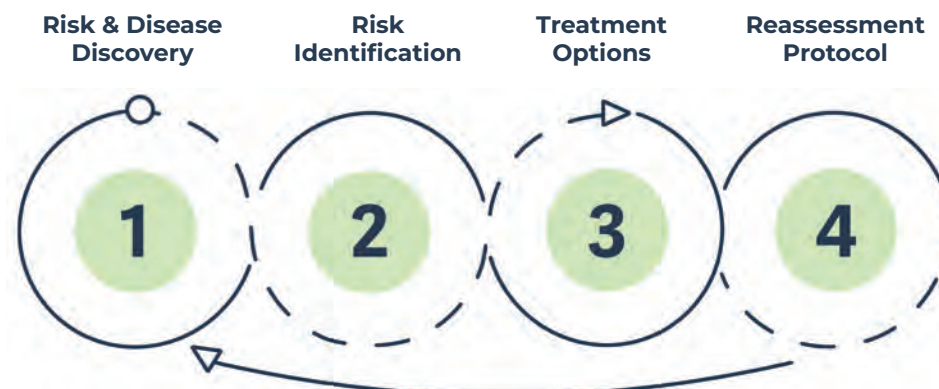 Risk & Disease
Discovery
Risk
Identification
Treatment
Options
Reassessment
Protocol
1
2
3
4